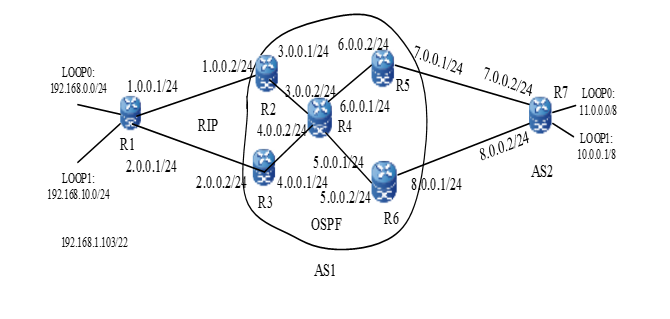 LOOP0:
192.168.0.0/24
1.0.0.1/24
R1
2.0.0.1/24
LOOP1:
192.168.10.0/24
192.168.1.103/22
RIP
1.0.0.2/24
3.0.0.1/24
R2
3.0.0.2/24
2.0.0.2/24
4.0.0.1/24
R3
4.0.0.2/24
R4
6.0.0.2/24
6.0.0.1/24
R5
5.0.0.1/24
5.0.0.2/24
R6
OSPF
AS1
7.0.0.1/24
7.0.0.2/24
8.0.0.1/24
8.0.0.2/24
R7
LOOP0:
11.0.0.0/8
LOOP1:
10.0.0.1/8
AS2